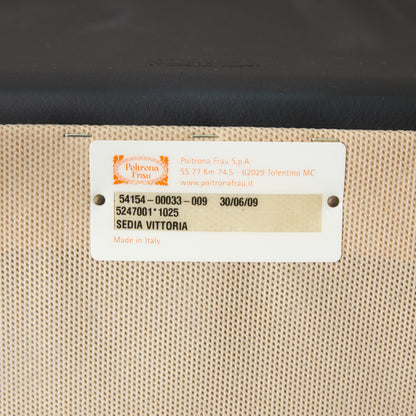 Poltrona
Frau
Poltrona Frau S.p.A
SS 77 Km 74,5 - 62029 Tolentino MC
www.poltronafrau.it
54154-00033-009 30/06/09
5247001*1025
SEDIA VITTORIA
Made in Italy